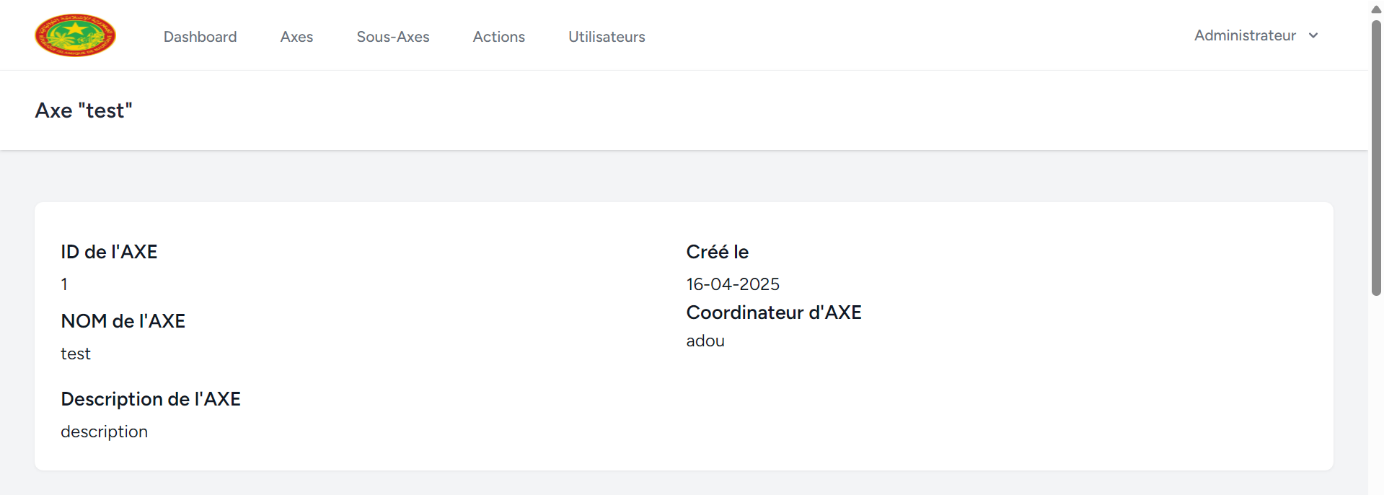 Dashboard
Axes
Sous-Axes
Actions
Utilisateurs
Administrateur
Axe "test"
ID de l'AXE
1
NOM de l'AXE
test
Description de l'AXE
description
Créé le
16-04-2025
Coordinateur d'AXE
adou